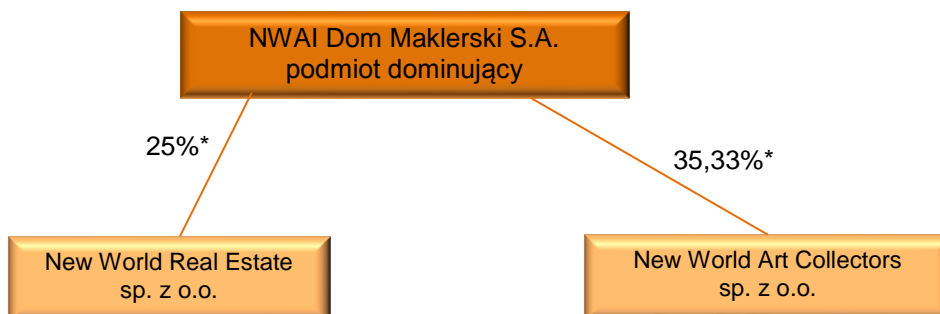 NWAI Dom Maklerski S.A.
podmiot dominujący
25%*
35,33%*
New World Real Estate
sp. z o.o.
New World Art Collectors
sp. z o.o.